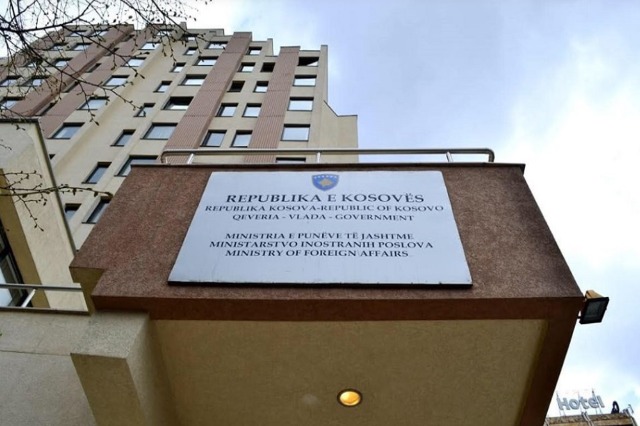 REPUBLIKA E KOSOVËS
REPUBLIKA KOSOVA-REPUBLIC OF KOSOVO
QEVERIA - VLADA - GOVERNMENT
MINISTRIA E PUNËVE TË JASHTME
MINISTARSTVO INOSTRANIH POSLOVA
MINISTRY OF FOREIGN AFFAIRS
Hotel